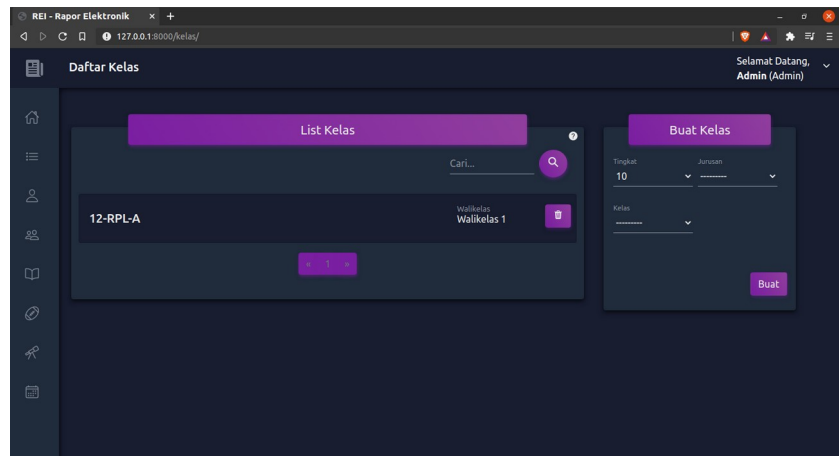 REI - Rapor Elektronik × +
127.0.0.1:8000/kelas/
Daftar Kelas
Selamat Datang,
Admin (Admin)
List Kelas
Buat Kelas
?
Cari...
Tingkat
Jurusan
10
---------
12-RPL-A
Walikelas
Walikelas 1
Kelas
---------
« 1 »
Buat